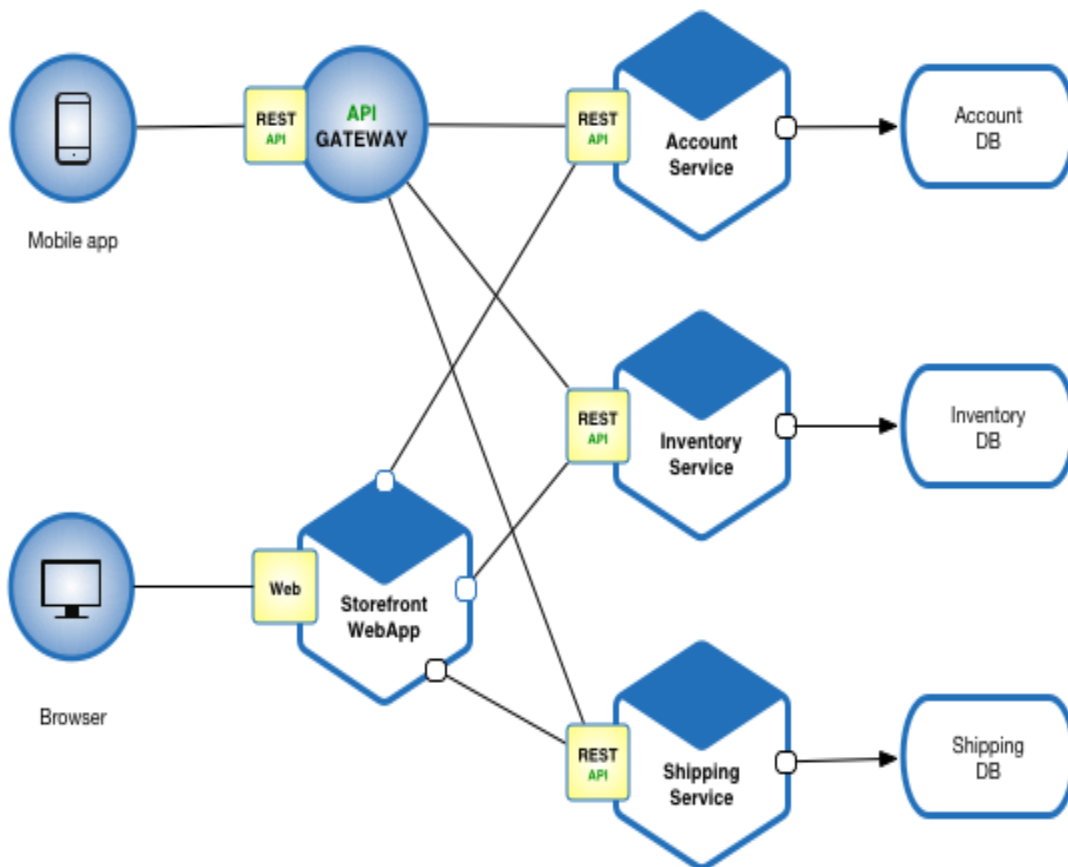 REST
API
API
GATEWAY
Mobile app
REST
API
Account
Service
Account
DB
REST
API
Inventory
Service
Inventory
DB
Web
Storefront
WebApp
Browser
REST
API
Shipping
Service
Shipping
DB